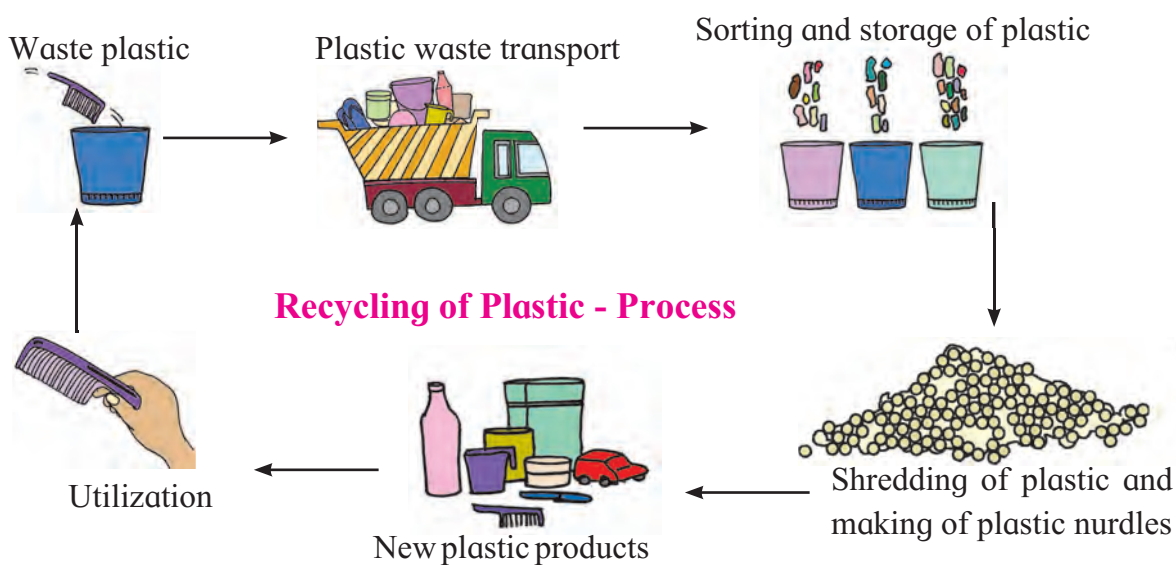 Waste plastic
Plastic waste transport
Sorting and storage of plastic
Recycling of Plastic - Process
Shredding of plastic and
making of plastic nurdles
New plastic products
Utilization